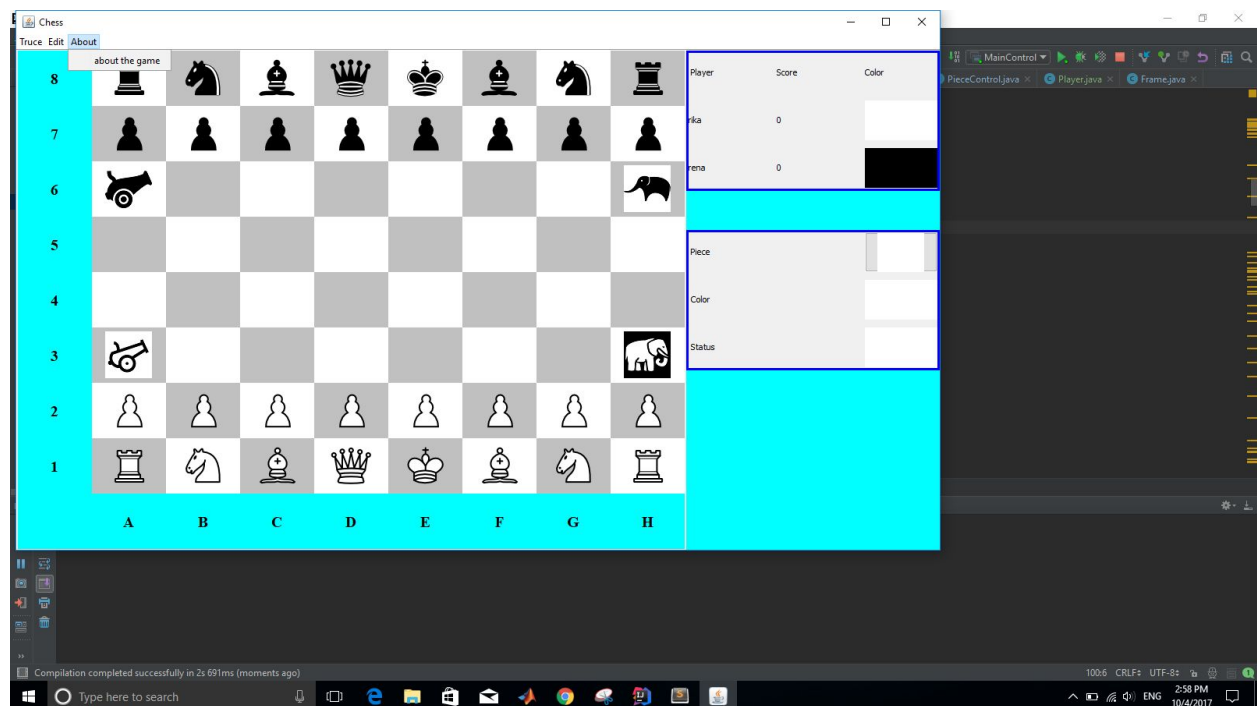 Chess
Truce Edit About
about the game
8
7
6
5
4
3
2
1
A B C D E F G H
Player Score Color
rika 0
rena 0
Piece
Color
Status
MainControl
PieceControl.java Player.java Frame.java
Compilation completed successfully in 2s 691ms (moments ago)
100:6 CRLF: UTF-8:
Type here to search
ENG
2:58 PM
10/4/2017